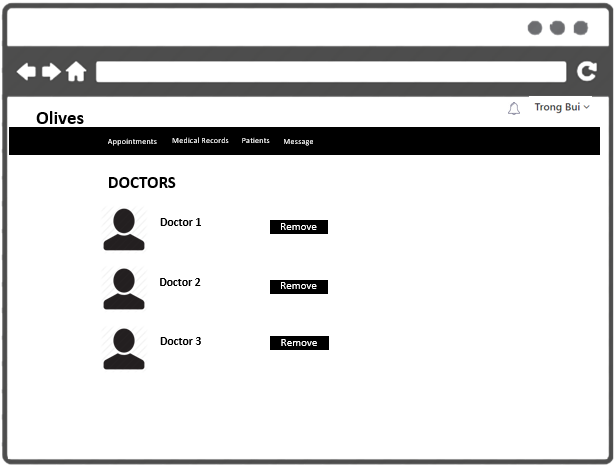 Trong Bui
Olives
Appointments Medical Records Patients Message
DOCTORS
Doctor 1 Remove
Doctor 2 Remove
Doctor 3 Remove